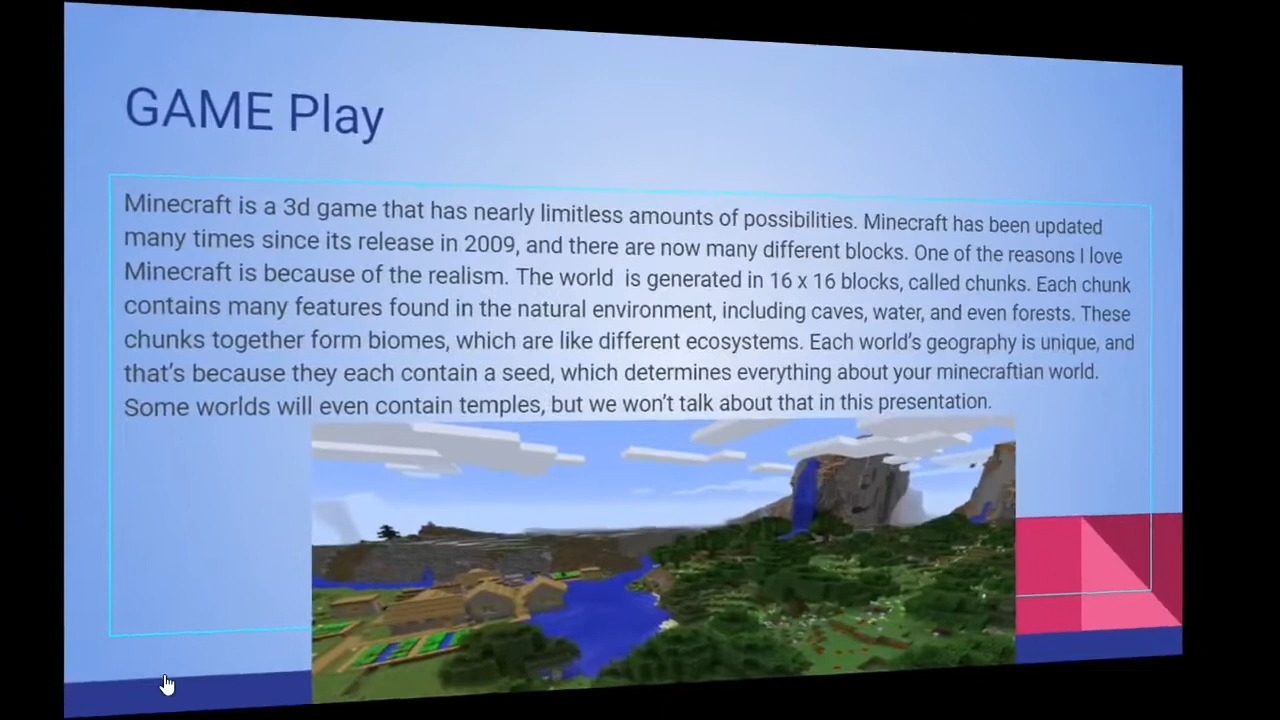 GAME Play
Minecraft is a 3d game that has nearly limitless amounts of possibilities. Minecraft has been updated
many times since its release in 2009, and there are now many different blocks. One of the reasons I love
Minecraft is because of the realism. The world  is generated in 16 x 16 blocks, called chunks. Each chunk
contains many features found in the natural environment, including caves, water, and even forests. These
chunks together form biomes, which are like different ecosystems. Each world's geography is unique, and
that's because they each contain a seed, which determines everything about your minecraftian world.
Some worlds will even contain temples, but we won't talk about that in this presentation.